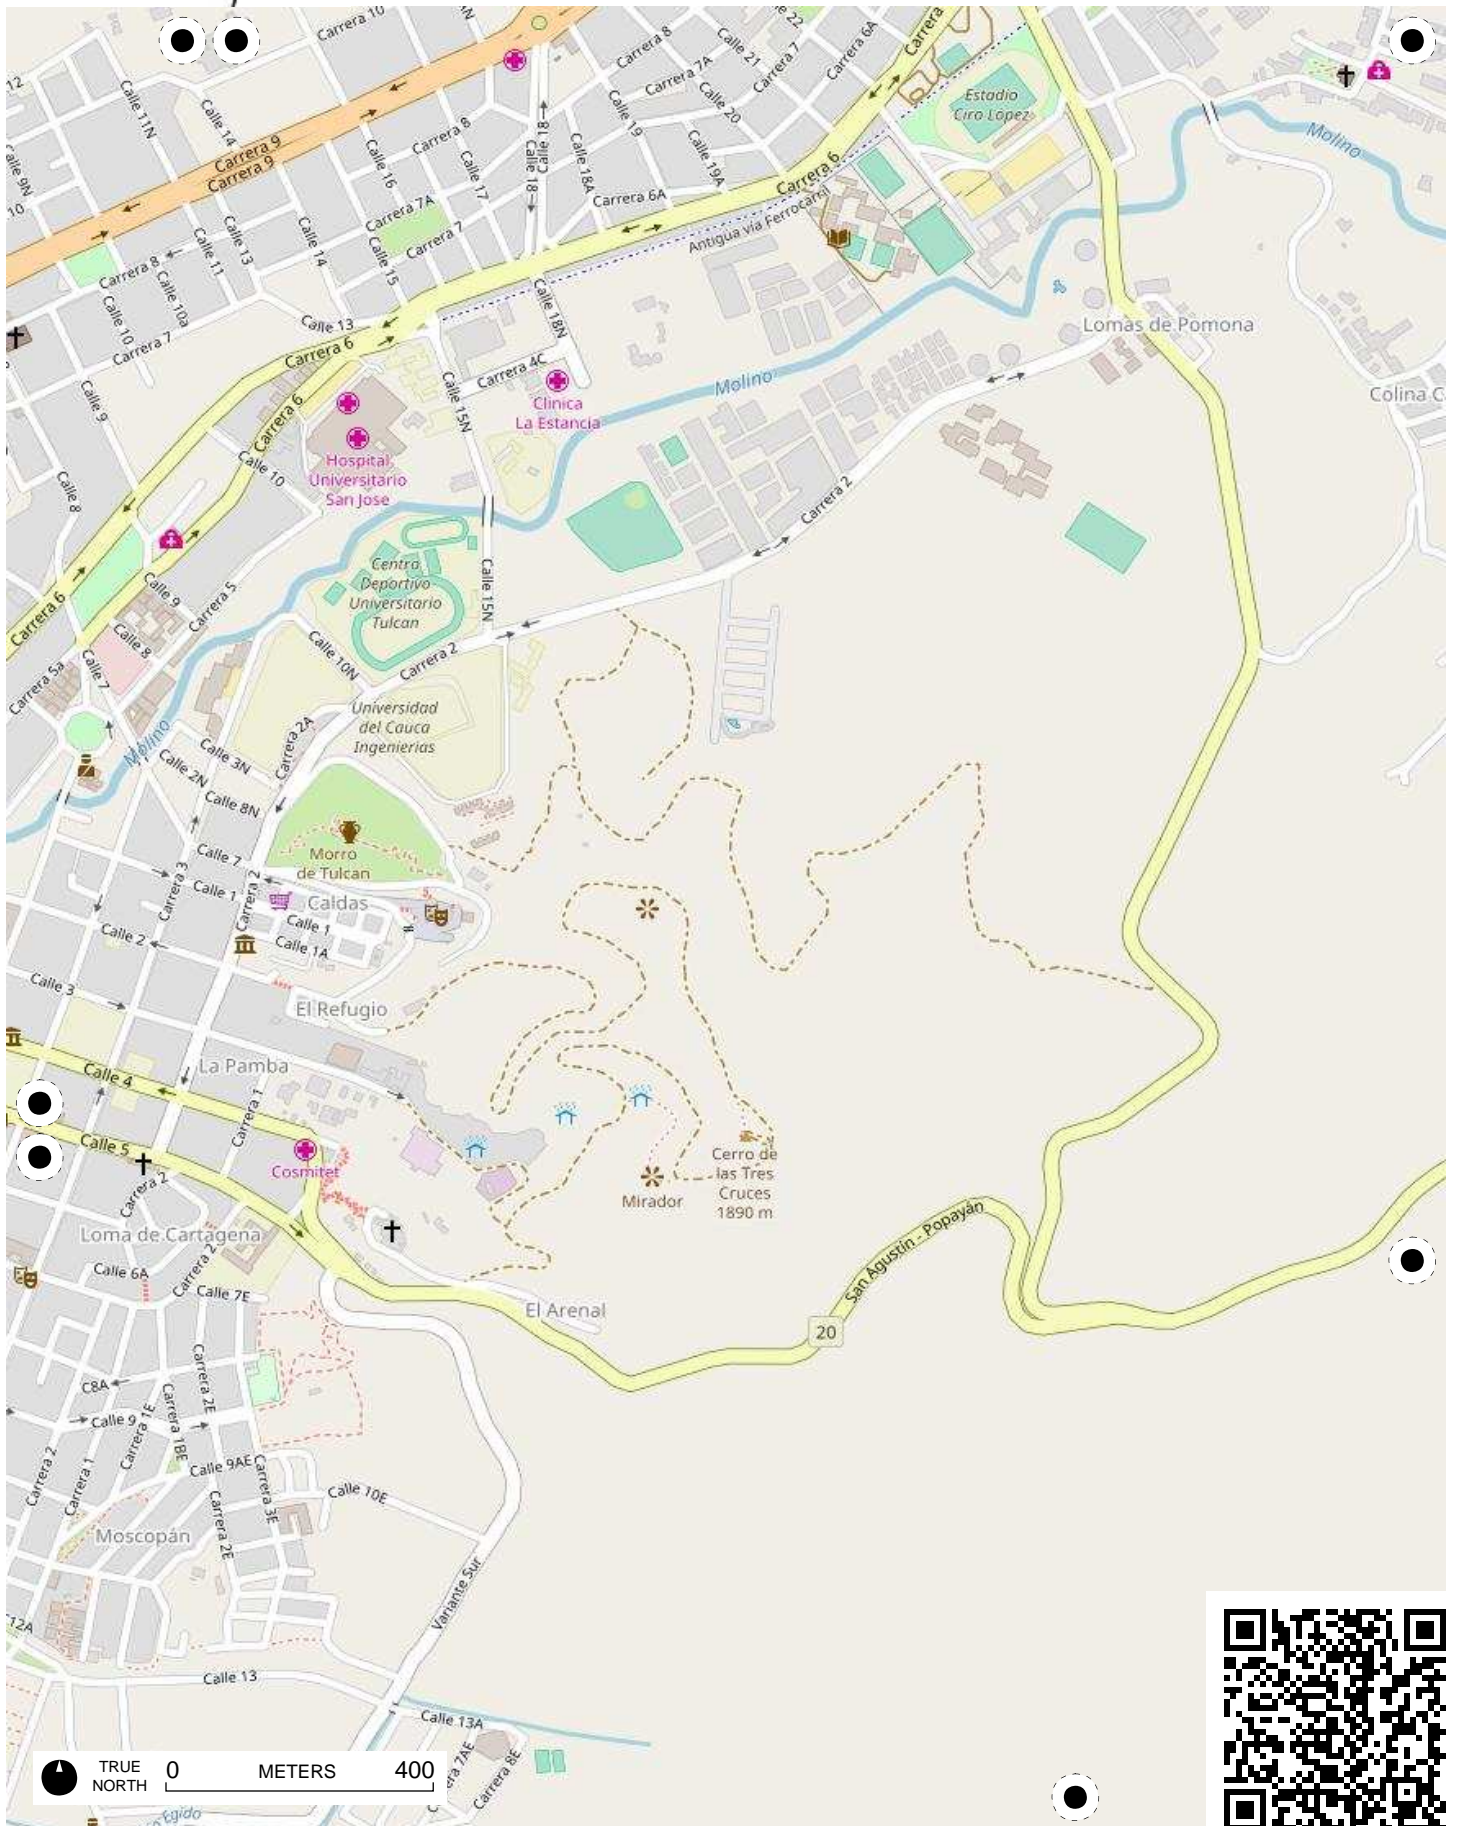 Carrera 10
Calle 22
Carrera
Carrera 8
Calle 21
Carrera 7
Carrera 6A
Carrera 7A
Calle 20
Calle 11N
Calle 14
Calle 19
Estadio
Ciro López
Molino
Carrera 9
Carrera 9
Carrera 8
Calle 18
Calle 18
Calle 9N
Calle 16
Calle 17
Calle 18A
Calle 19A
Carrera 6
Carrera 6A
Carrera 7A
Carrera 7
Antigua vía Ferrocarril
Calle 11
Calle 13
Calle 14
Calle 15
Carrera 8
Calle 10a
Calle 10
Calle 13
Calle 18N
Lomas de Pomona
Carrera 7
Carrera 6
Carrera 4C
Molino
Calle 9
Calle 15N
Clinica
La Estancia
Colina C
Carrera 6
Hospital
Universitario
San Jose
Calle 10
Calle 8
Carrera 2
Centro
Deportivo
Universitario
Tulcan
Calle 15N
Calle 9
Carrera 5
Carrera 6
Calle 8
Calle 10N
Carrera 2
Carrera 5a
Calle 7
Universidad
del Cauca
Ingenierias
Molino
Calle 3N
Carrera 2A
Calle 2N
Calle 8N
Morro
de Tulcan
Calle 7
Calle 1
Carrera 3
Carrera 2
Caldas
Calle 1
Calle 2
Calle 1A
Calle 3
El Refugio
La Pamba
Calle 4
Carrera 1
Calle 5
Cosmitet
Cerro de
las Tres
Cruces
1890 m
Mirador
Carrera 2
Loma de Cartagena
San Agustín - Popayán
Calle 6A
Carrera 2
Calle 7E
El Arenal
20
C8A
Carrera 2E
Calle 9
Carrera 1E
Carrera 1BE
Carrera 2
Carrera 1
Calle 9AE
Carrera 3E
Calle 10E
Carrera 2E
Moscopán
Variante Sur
Calle 13
Calle 13A
Carrera 8E
TRUE
NORTH
0 METERS 400
Egido